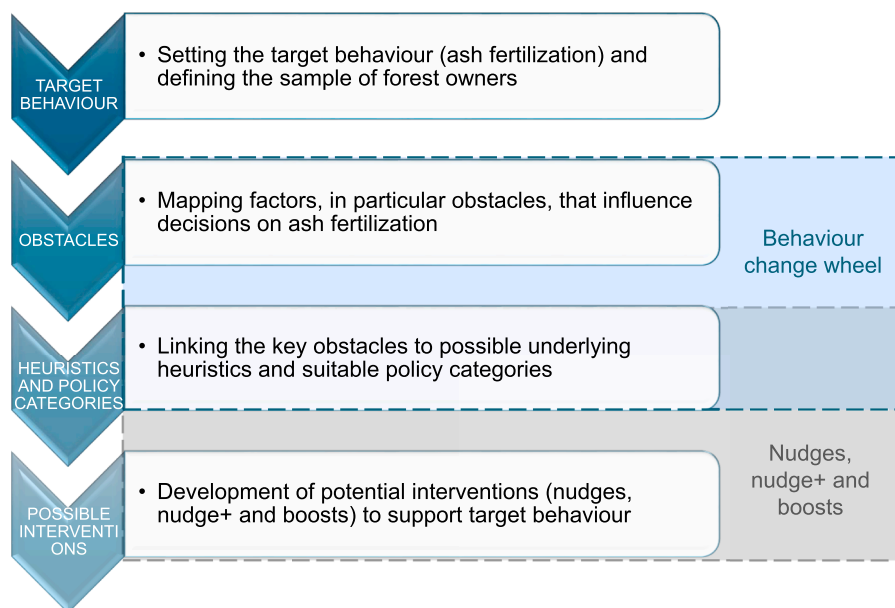 TARGET
BEHAVIOUR
• Setting the target behaviour (ash fertilization) and
defining the sample of forest owners
OBSTACLES
• Mapping factors, in particular obstacles, that influence
decisions on ash fertilization
Behaviour
change wheel
HEURISTICS
AND POLICY
CATEGORIES
• Linking the key obstacles to possible underlying
heuristics and suitable policy categories
POSSIBLE
INTERVENTI
ONS
• Development of potential interventions (nudges,
nudge+ and boosts) to support target behaviour
Nudges,
nudge+ and
boosts